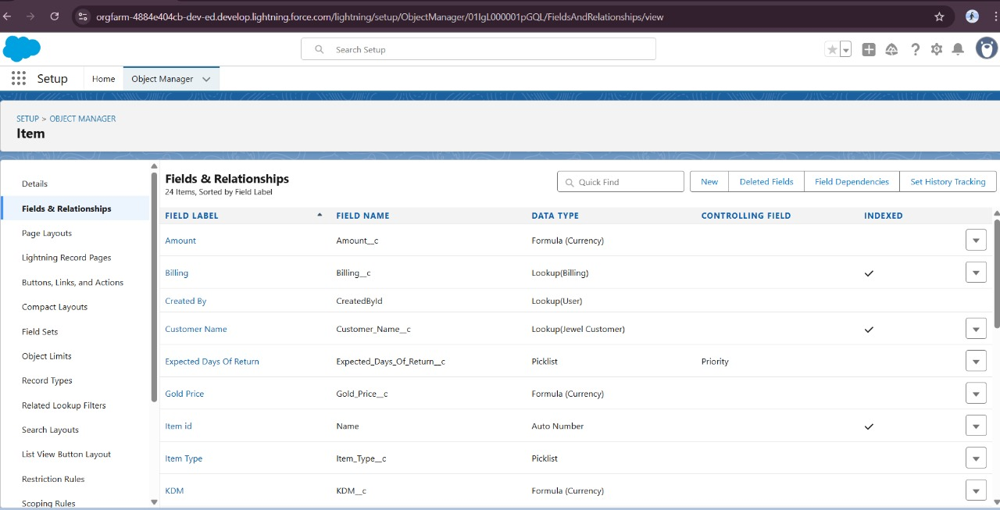 orgfarm-4884e404cb-dev-ed.develop.lightning.force.com/lightning/setup/ObjectManager/01IgL000001pGQL/FieldsAndRelationships/view
Search Setup
Setup Home Object Manager
SETUP > OBJECT MANAGER
Item
Details
Fields & Relationships
Page Layouts
Lightning Record Pages
Buttons, Links, and Actions
Compact Layouts
Field Sets
Object Limits
Record Types
Related Lookup Filters
Search Layouts
List View Button Layout
Restriction Rules
Scoping Rules
Fields & Relationships
24 Items, Sorted by Field Label
Quick Find New Deleted Fields Field Dependencies Set History Tracking
FIELD LABEL FIELD NAME DATA TYPE CONTROLLING FIELD INDEXED
Amount Amount__c Formula (Currency)
Billing Billing__c Lookup(Billing)
Created By CreatedById Lookup(User)
Customer Name Customer_Name__c Lookup(Jewel Customer)
Expected Days Of Return Expected_Days_Of_Return__c Picklist Priority
Gold Price Gold_Price__c Formula (Currency)
Item id Name Auto Number
Item Type Item_Type__c Picklist
KDM KDM__c Formula (Currency)